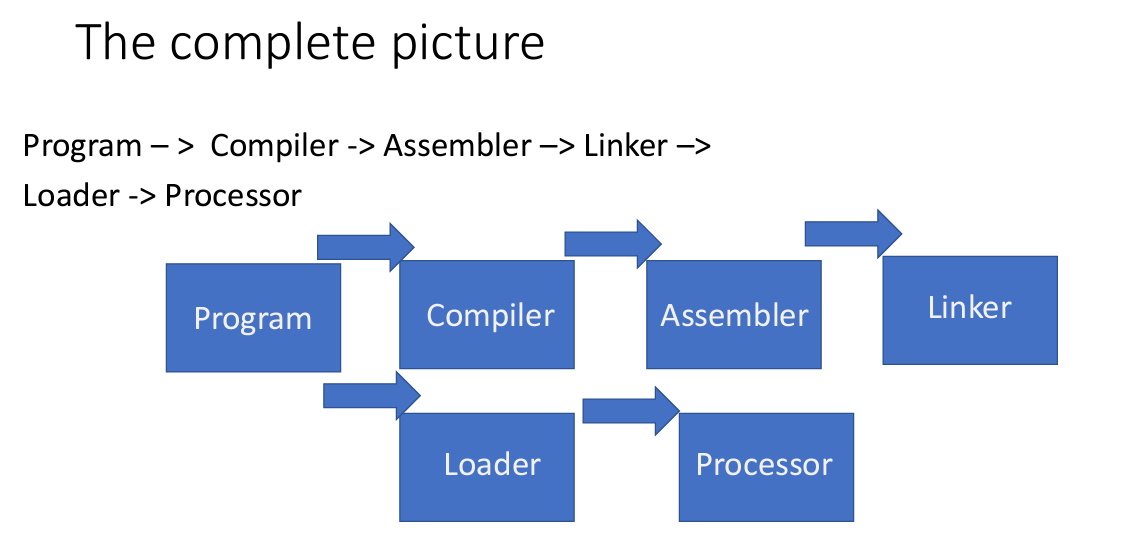 The complete picture
Program – >  Compiler -> Assembler –> Linker –>
Loader -> Processor
Program
Compiler
Assembler
Linker
Loader
Processor